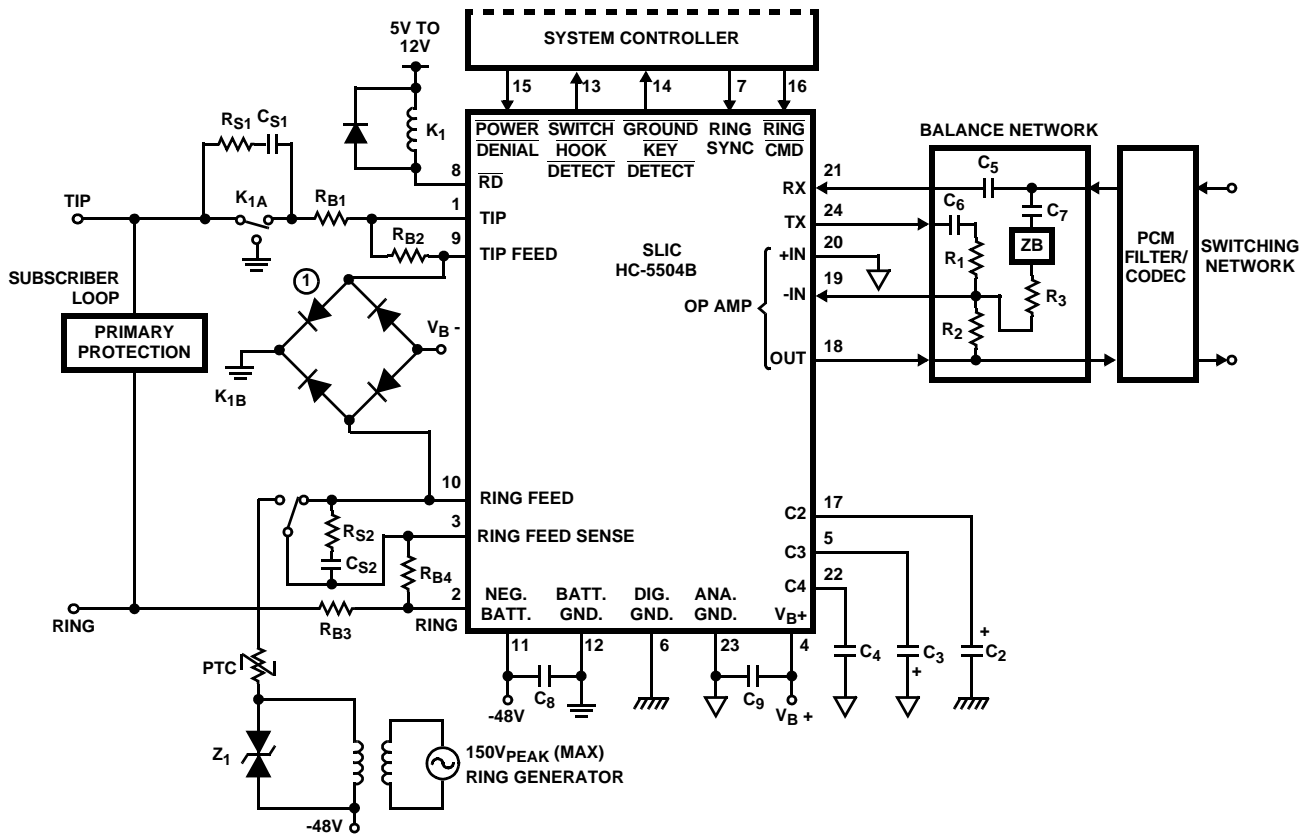 SYSTEM CONTROLLER
5V TO
12V
15
13
14
7
16
RS1
CS1
K1
POWER
DENIAL
SWITCH
HOOK
DETECT
GROUND
KEY
DETECT
RING
SYNC
RING
CMD
BALANCE NETWORK
8
RD
21
RX
C5
TIP
K1A
RB1
1
TIP
24
TX
C6
C7
RB2
9
TIP FEED
SLIC
HC-5504B
20
+IN
R1
ZB
PCM
FILTER/
CODEC
SWITCHING
NETWORK
SUBSCRIBER
LOOP
1
OP AMP
19
-IN
R3
R2
PRIMARY
PROTECTION
VB -
18
OUT
K1B
10
RING FEED
17
C2
RS2
3
RING FEED SENSE
5
C3
CS2
RB4
22
C4
2
RING
RB3
RING
NEG.
BATT.
BATT.
GND.
DIG.
GND.
ANA.
GND.
VB+
11
12
6
23
4
C4
C3
+
+
C2
PTC
C8
-48V
C9
VB +
Z1
150VPEAK (MAX)
RING GENERATOR
-48V